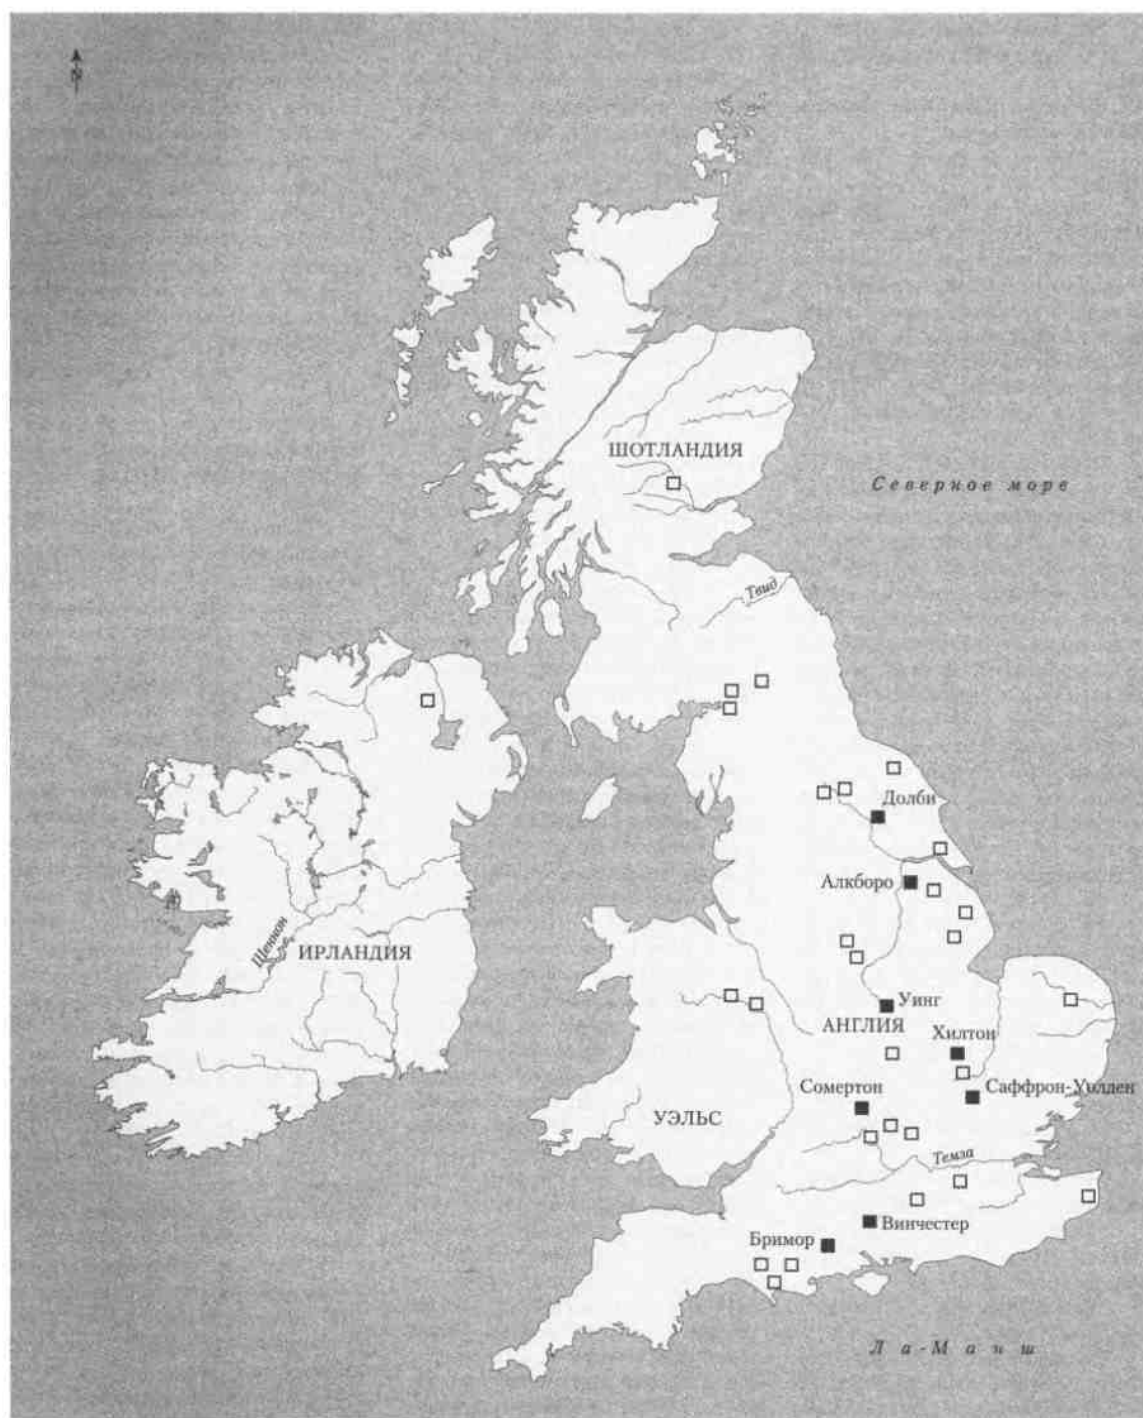 N
ШОТЛАНДИЯ
Северное море
Твид
Долби
Алкборо
Шеннон
ИРЛАНДИЯ
Уинг
АНГЛИЯ
Хилтон
Сомертон
Саффрон-Уолден
УЭЛЬС
Темза
Винчестер
Бримор
Ла-Манш